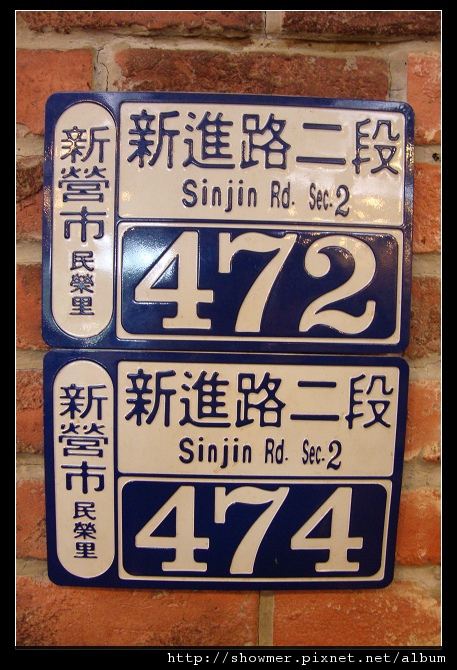 新營市民榮里
新進路二段
Sinjin Rd. Sec.2
472
新營市民榮里
新進路二段
Sinjin Rd. Sec.2
474
http://showmer.pixnet.net/album